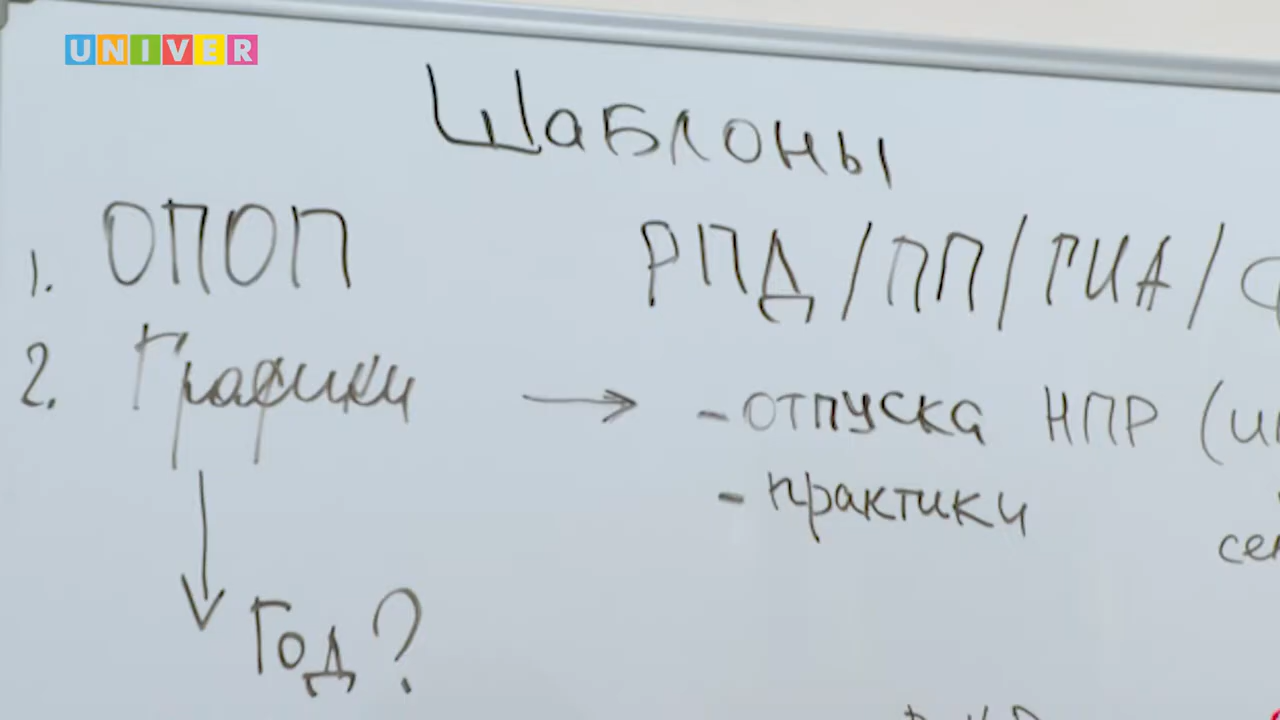 UNIVER
Шаблоны
1. ОПОП РПД/ПП/ГИА/
2. Графики → - отпуска НПР (
- практики
Год?